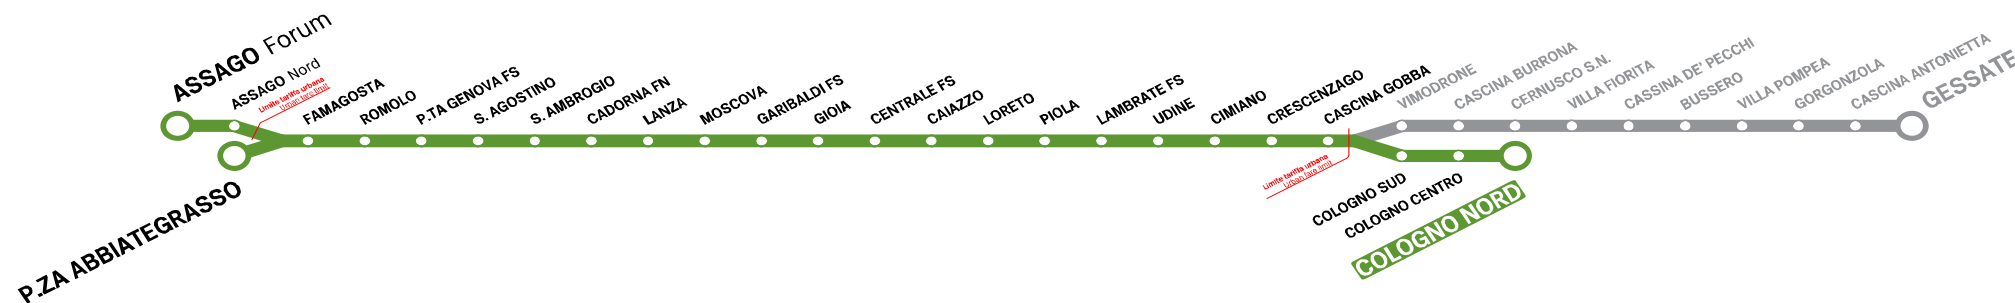 ASSAGO Forum
ASSAGO Nord
Limite tariffa urbana
Urban fare limit
P.ZA ABBIATEGRASSO
FAMAGOSTA
ROMOLO
P.TA GENOVA FS
S. AGOSTINO
S. AMBROGIO
CADORNA FN
LANZA
MOSCOVA
GARIBALDI FS
GIOIA
CENTRALE FS
CAIAZZO
LORETO
PIOLA
LAMBRATE FS
UDINE
CIMIANO
CRESCENZAGO
CASCINA GOBBA
Limite tariffa urbana
Urban fare limit
VIMODRONE
CASCINA BURRONA
CERNUSCO S.N.
VILLA FIORITA
CASSINA DE' PECCHI
BUSSERO
VILLA POMPEA
GORGONZOLA
CASCINA ANTONIETTA
GESSATE
COLOGNO SUD
COLOGNO CENTRO
COLOGNO NORD